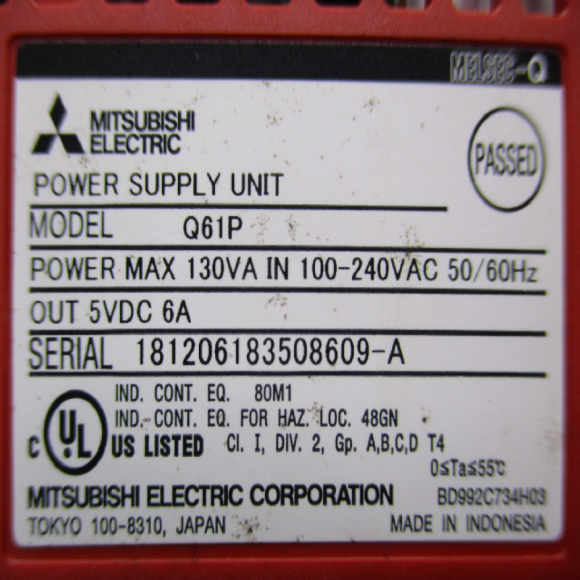 MELSEC-Q
MITSUBISHI
ELECTRIC
PASSED
POWER SUPPLY UNIT
MODEL Q61P
POWER MAX 130VA IN 100-240VAC 50/60Hz
OUT 5VDC 6A
SERIAL 181206183508609-A
IND. CONT. EQ. 80M1
IND. CONT. EQ. FOR HAZ. LOC. 48GN
C UL US LISTED Cl. I, DIV. 2, Gp. A,B,C,D T4
0≤Ta≤55℃
MITSUBISHI ELECTRIC CORPORATION BD992C734H03
TOKYO 100-8310, JAPAN MADE IN INDONESIA